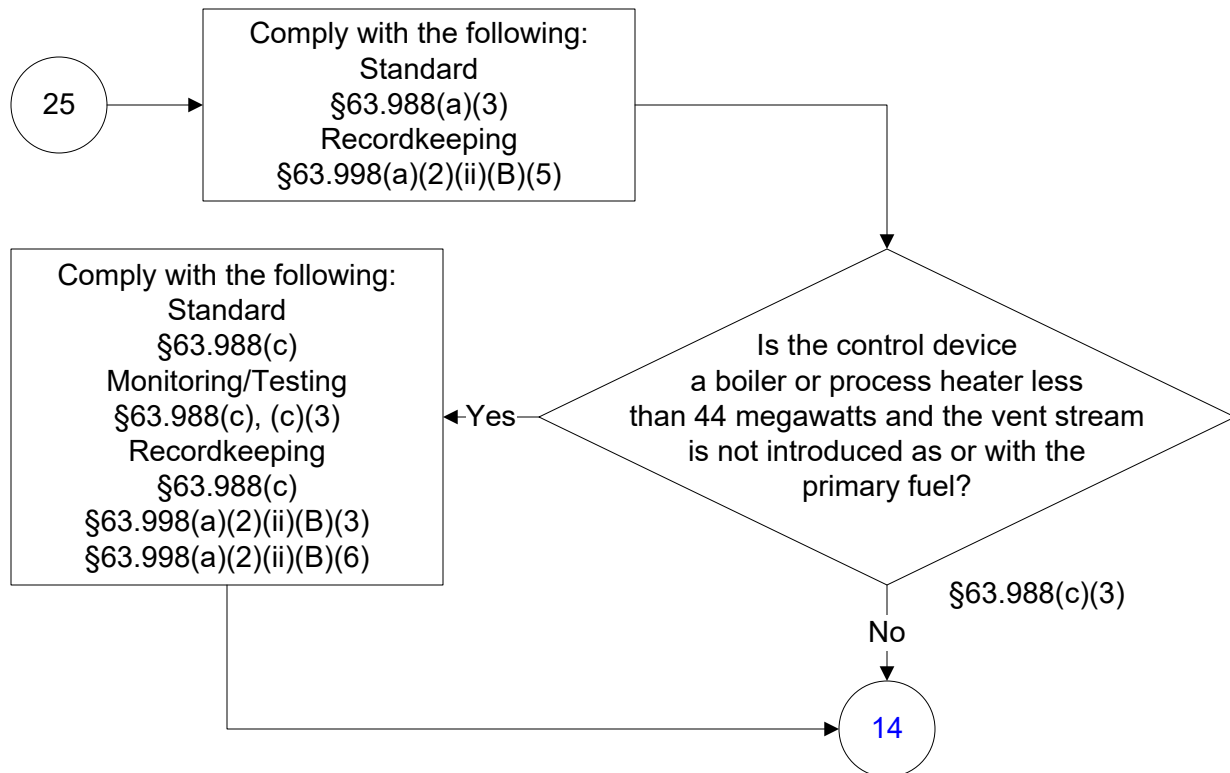 25
Comply with the following:
Standard
§63.988(a)(3)
Recordkeeping
§63.998(a)(2)(ii)(B)(5)
Is the control device
a boiler or process heater less
than 44 megawatts and the vent stream
is not introduced as or with the
primary fuel?
§63.988(c)(3)
Yes
Comply with the following:
Standard
§63.988(c)
Monitoring/Testing
§63.988(c), (c)(3)
Recordkeeping
§63.988(c)
§63.998(a)(2)(ii)(B)(3)
§63.998(a)(2)(ii)(B)(6)
No
14